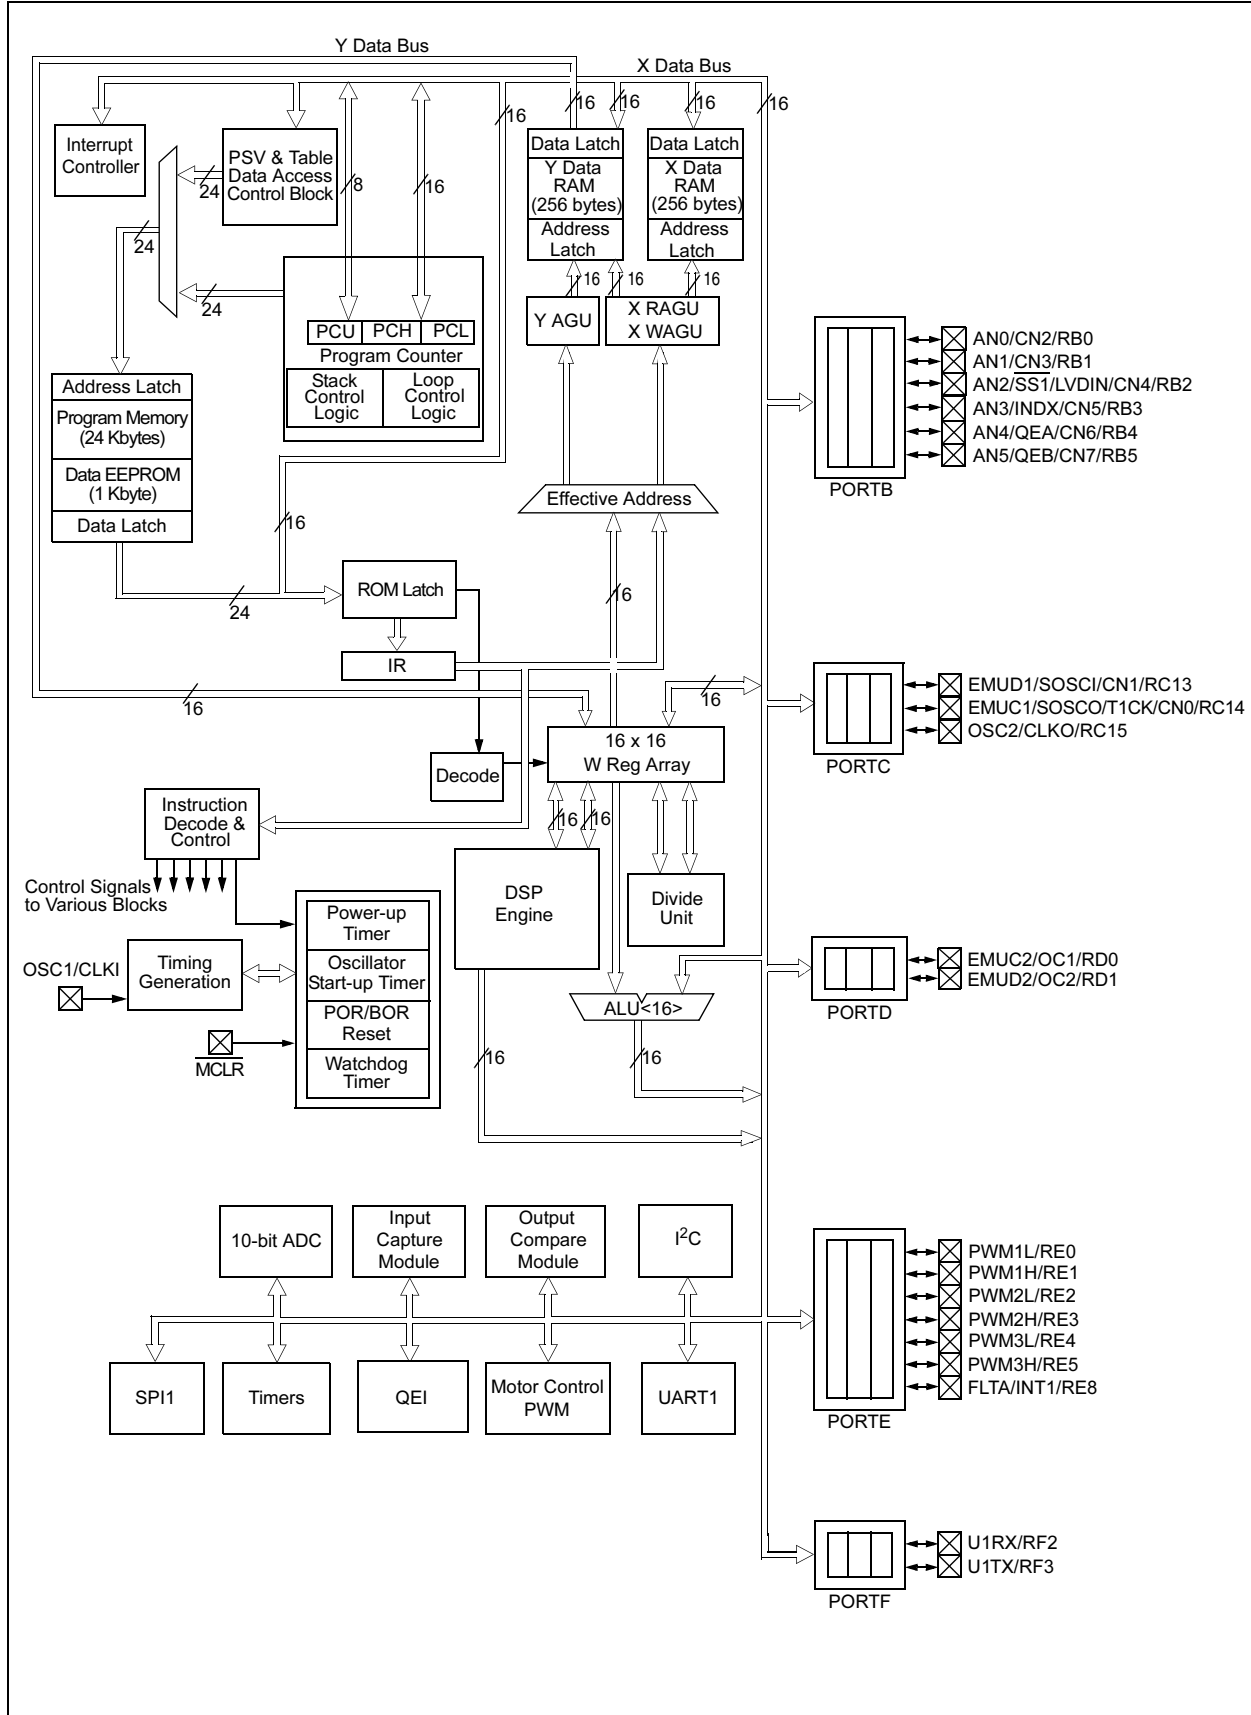 Y Data Bus
X Data Bus
16
16
16
16
16
Interrupt
Controller
PSV & Table
Data Access
Control Block
24
8
16
24
24
Data Latch
Y Data
RAM
(256 bytes)
Address
Latch
Data Latch
X Data
RAM
(256 bytes)
Address
Latch
16
16
16
Y AGU
X RAGU
X WAGU
PCU
PCH
PCL
Program Counter
Stack
Control
Logic
Loop
Control
Logic
Address Latch
Program Memory
(24 Kbytes)
Data EEPROM
(1 Kbyte)
Data Latch
Effective Address
16
24
ROM Latch
16
IR
16
16
16 x 16
W Reg Array
Decode
Instruction
Decode &
Control
16
16
Control Signals
to Various Blocks
DSP
Engine
Divide
Unit
Power-up
Timer
Oscillator
Start-up Timer
POR/BOR
Reset
Watchdog
Timer
OSC1/CLKI
Timing
Generation
MCLR
ALU<16>
16
16
10-bit ADC
Input
Capture
Module
Output
Compare
Module
I²C
SPI1
Timers
QEI
Motor Control
PWM
UART1
AN0/CN2/RB0
AN1/CN3/RB1
AN2/SS1/LVDIN/CN4/RB2
AN3/INDX/CN5/RB3
AN4/QEA/CN6/RB4
AN5/QEB/CN7/RB5
PORTB
EMUD1/SOSCI/CN1/RC13
EMUC1/SOSCO/T1CK/CN0/RC14
OSC2/CLKO/RC15
PORTC
EMUC2/OC1/RD0
EMUD2/OC2/RD1
PORTD
PWM1L/RE0
PWM1H/RE1
PWM2L/RE2
PWM2H/RE3
PWM3L/RE4
PWM3H/RE5
FLTA/INT1/RE8
PORTE
U1RX/RF2
U1TX/RF3
PORTF